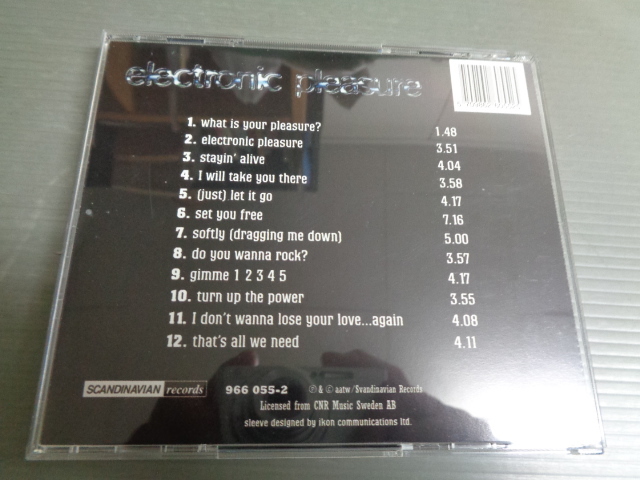 electronic pleasure
1. what is your pleasure? 1.48
2. electronic pleasure 3.51
3. stayin' alive 4.04
4. I will take you there 3.58
5. (just) let it go 4.17
6. set you free 7.16
7. softly (dragging me down) 5.00
8. do you wanna rock? 3.57
9. gimme 1 2 3 4 5 4.17
10. turn up the power 3.55
11. I don't wanna lose your love...again 4.08
12. that's all we need 4.11
SCANDINAVIAN records 966 055-2 ℗ & © aatw/Scandinavian Records
Licensed from CNR Music Sweden AB
sleeve designed by ikon communications ltd.